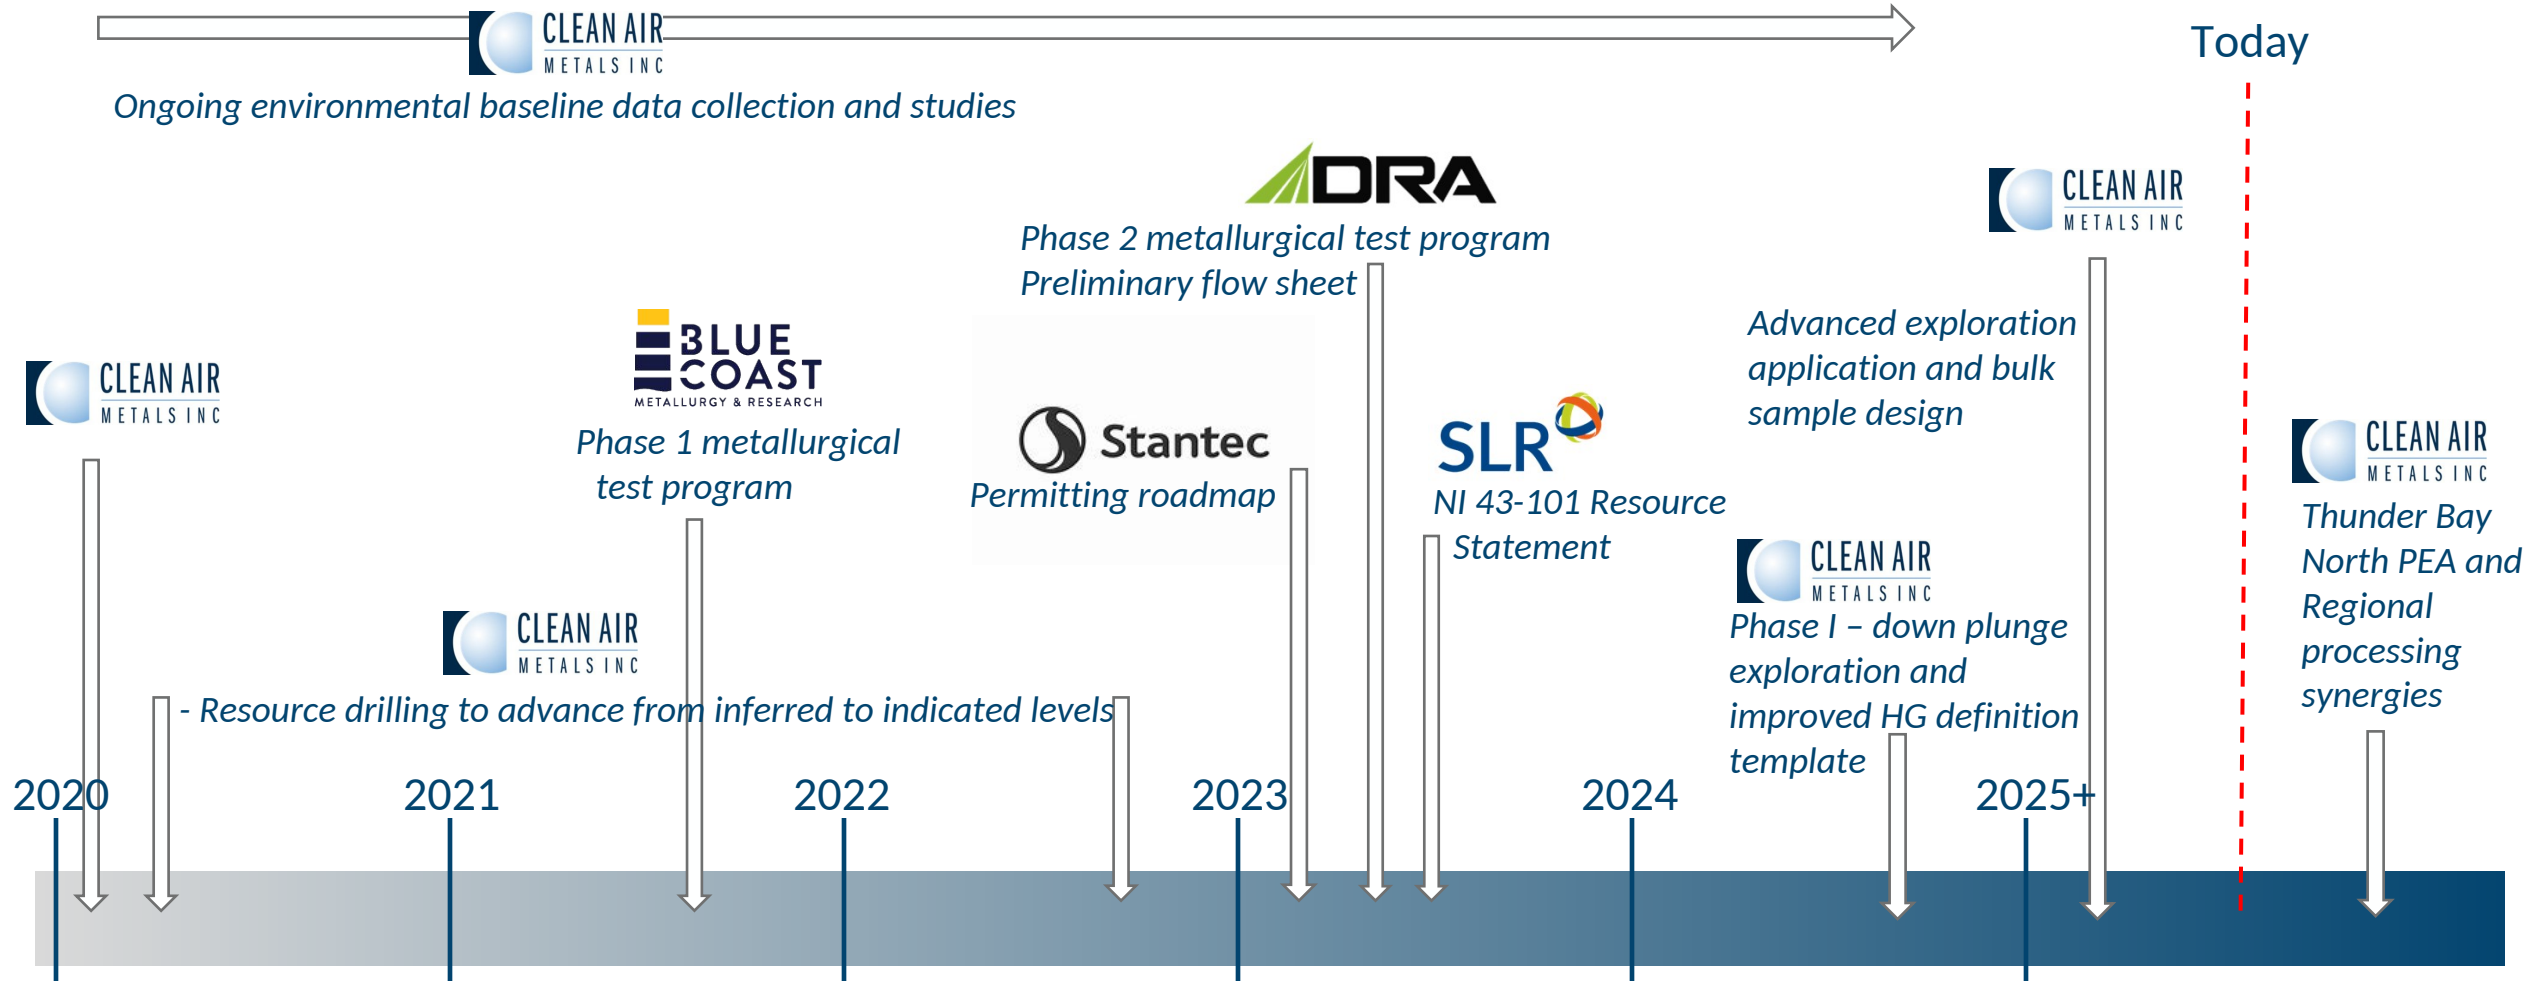 CLEAN AIR
METALS INC
Ongoing environmental baseline data collection and studies
Today
DRA
Phase 2 metallurgical test program
Preliminary flow sheet
CLEAN AIR
METALS INC
Advanced exploration
application and bulk
sample design
CLEAN AIR
METALS INC
BLUE
COAST
METALLURGY & RESEARCH
Phase 1 metallurgical
test program
Stantec
Permitting roadmap
SLR
NI 43-101 Resource
Statement
CLEAN AIR
METALS INC
Thunder Bay
North PEA and
Regional
processing
synergies
CLEAN AIR
METALS INC
Phase I – down plunge
exploration and
improved HG definition
template
CLEAN AIR
METALS INC
- Resource drilling to advance from inferred to indicated levels
2020
2021
2022
2023
2024
2025+